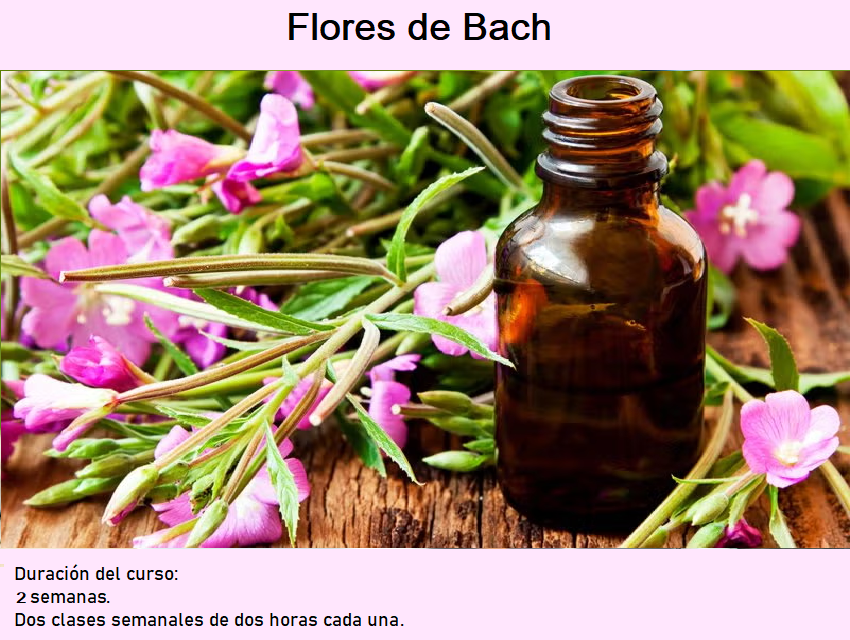 Flores de Bach
Duración del curso:
2 semanas.
Dos clases semanales de dos horas cada una.